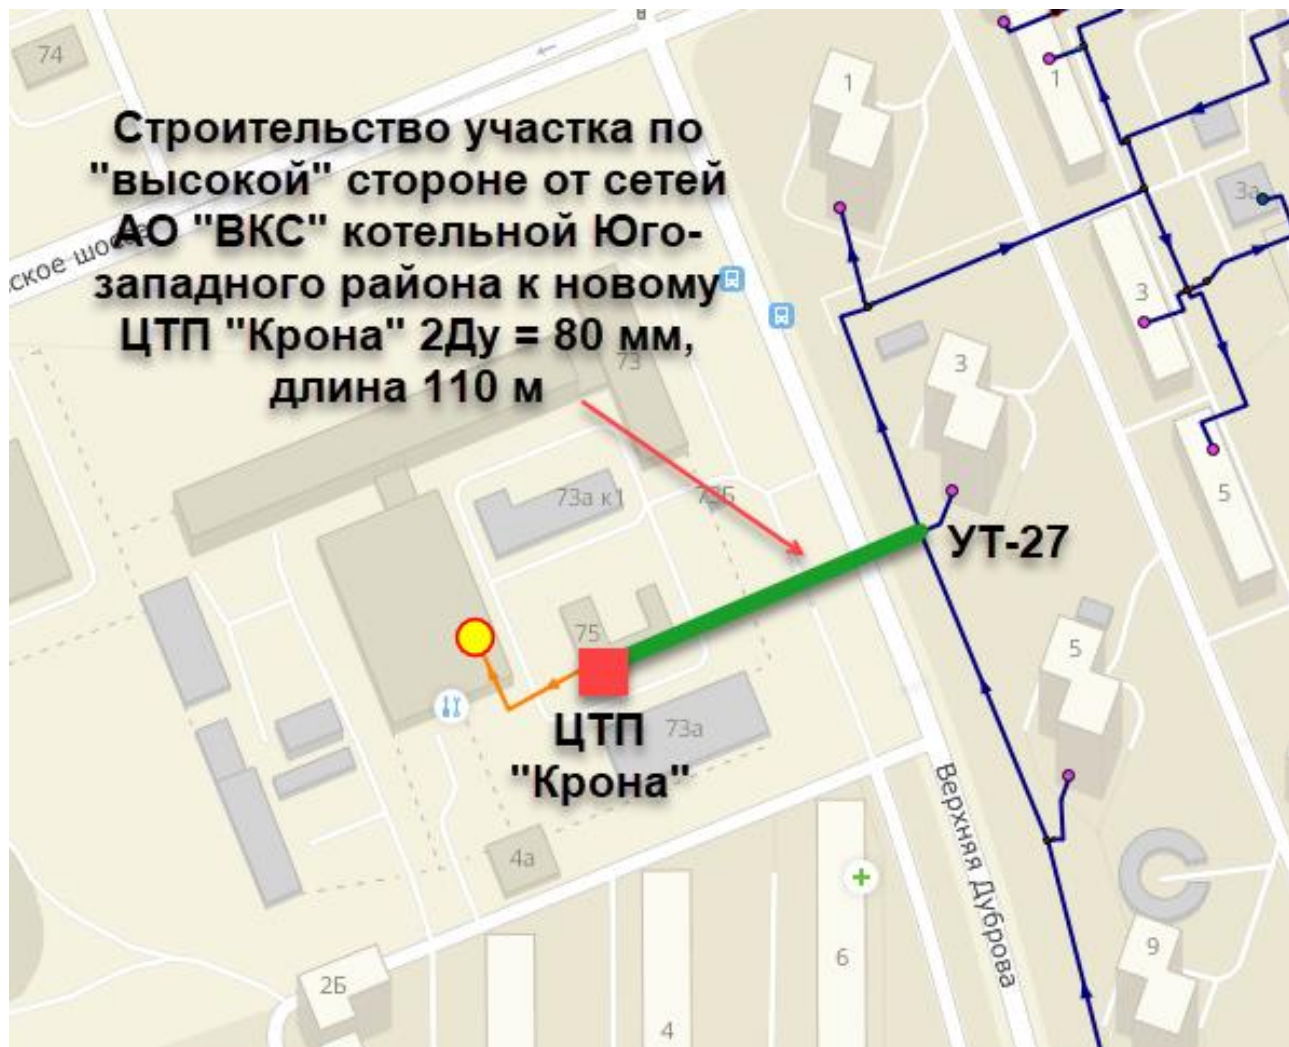 74
1
1
Строительство участка по
"высокой" стороне от сетей
АО "ВКС" котельной Юго-
западного района к новому
ЦТП "Крона" 2Ду = 80 мм,
длина 110 м
ское шоссе
3а
3
3
73
73а к1
73Б
5
УТ-27
75
5
73а
ЦТП
"Крона"
Верхняя Дуброва
4а
9
6
2Б
4